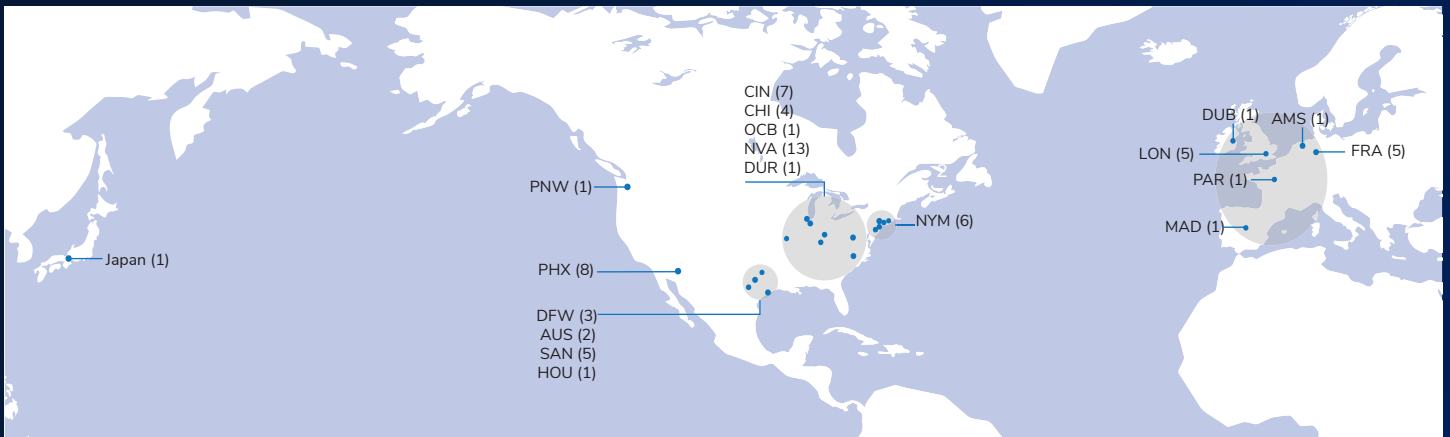 CIN (7)
CHI (4)
OCB (1)
NVA (13)
DUR (1)
DUB (1)
AMS (1)
LON (5)
FRA (5)
PNW (1)
PAR (1)
NYM (6)
MAD (1)
Japan (1)
PHX (8)
DFW (3)
AUS (2)
SAN (5)
HOU (1)